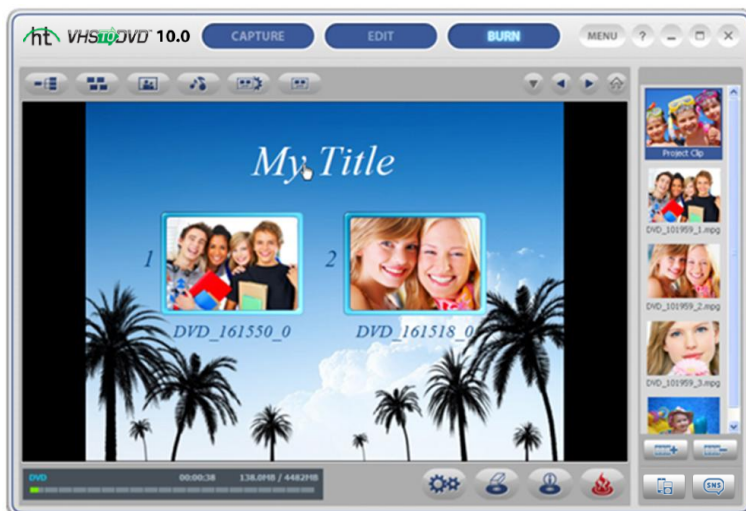 ht VHS TO DVD 10.0
CAPTURE
EDIT
BURN
MENU
?
My Title
1
DVD_161550_0
2
DVD_161518_0
Project Clip
DVD_101959_1.mpg
DVD_101959_2.mpg
DVD_101959_3.mpg
DVD
00:00:38
138.0MB / 4482MB
SNS